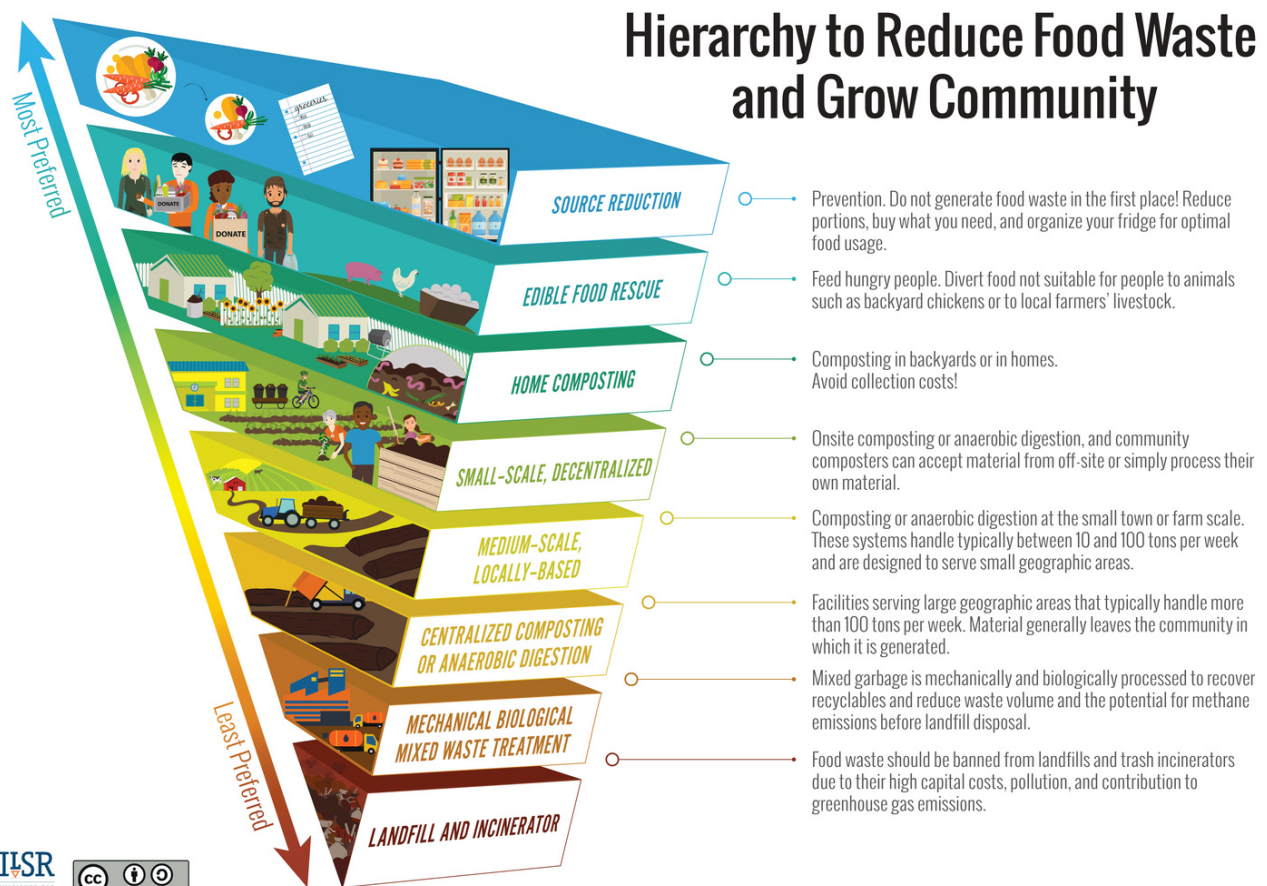 Hierarchy to Reduce Food Waste
and Grow Community
Most Preferred
groceries
DONATE
DONATE
SOURCE REDUCTION
Prevention. Do not generate food waste in the first place! Reduce
portions, buy what you need, and organize your fridge for optimal
food usage.
EDIBLE FOOD RESCUE
Feed hungry people. Divert food not suitable for people to animals
such as backyard chickens or to local farmers' livestock.
HOME COMPOSTING
Composting in backyards or in homes.
Avoid collection costs!
SMALL-SCALE, DECENTRALIZED
Onsite composting or anaerobic digestion, and community
composters can accept material from off-site or simply process their
own material.
MEDIUM-SCALE,
LOCALLY-BASED
Composting or anaerobic digestion at the small town or farm scale.
These systems handle typically between 10 and 100 tons per week
and are designed to serve small geographic areas.
CENTRALIZED COMPOSTING
OR ANAEROBIC DIGESTION
Facilities serving large geographic areas that typically handle more
than 100 tons per week. Material generally leaves the community in
which it is generated.
MECHANICAL BIOLOGICAL
MIXED WASTE TREATMENT
Mixed garbage is mechanically and biologically processed to recover
recyclables and reduce waste volume and the potential for methane
emissions before landfill disposal.
Least Preferred
LANDFILL AND INCINERATOR
Food waste should be banned from landfills and trash incinerators
due to their high capital costs, pollution, and contribution to
greenhouse gas emissions.
ILSR
cc